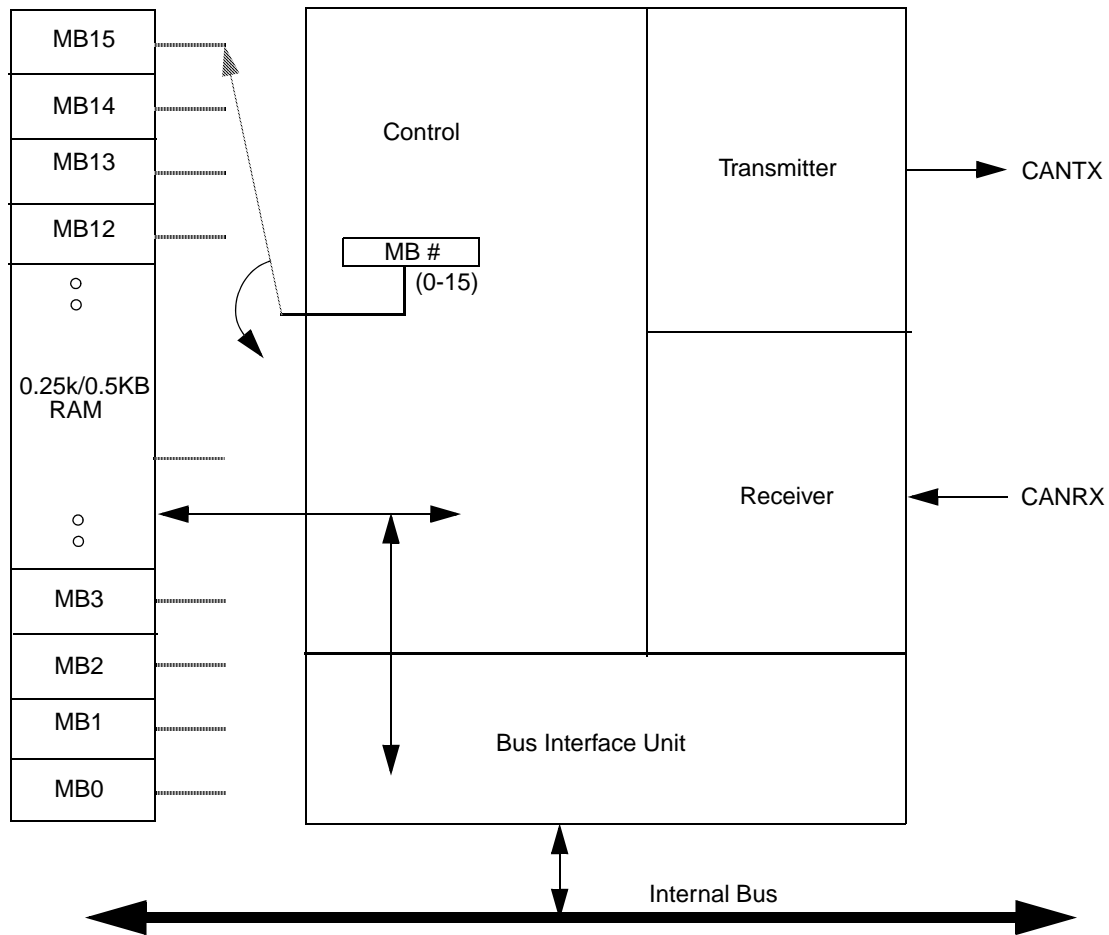 MB15
MB14
MB13
MB12
0.25k/0.5KB
RAM
MB3
MB2
MB1
MB0
Control
MB #
(0-15)
Transmitter
CANTX
Receiver
CANRX
Bus Interface Unit
Internal Bus